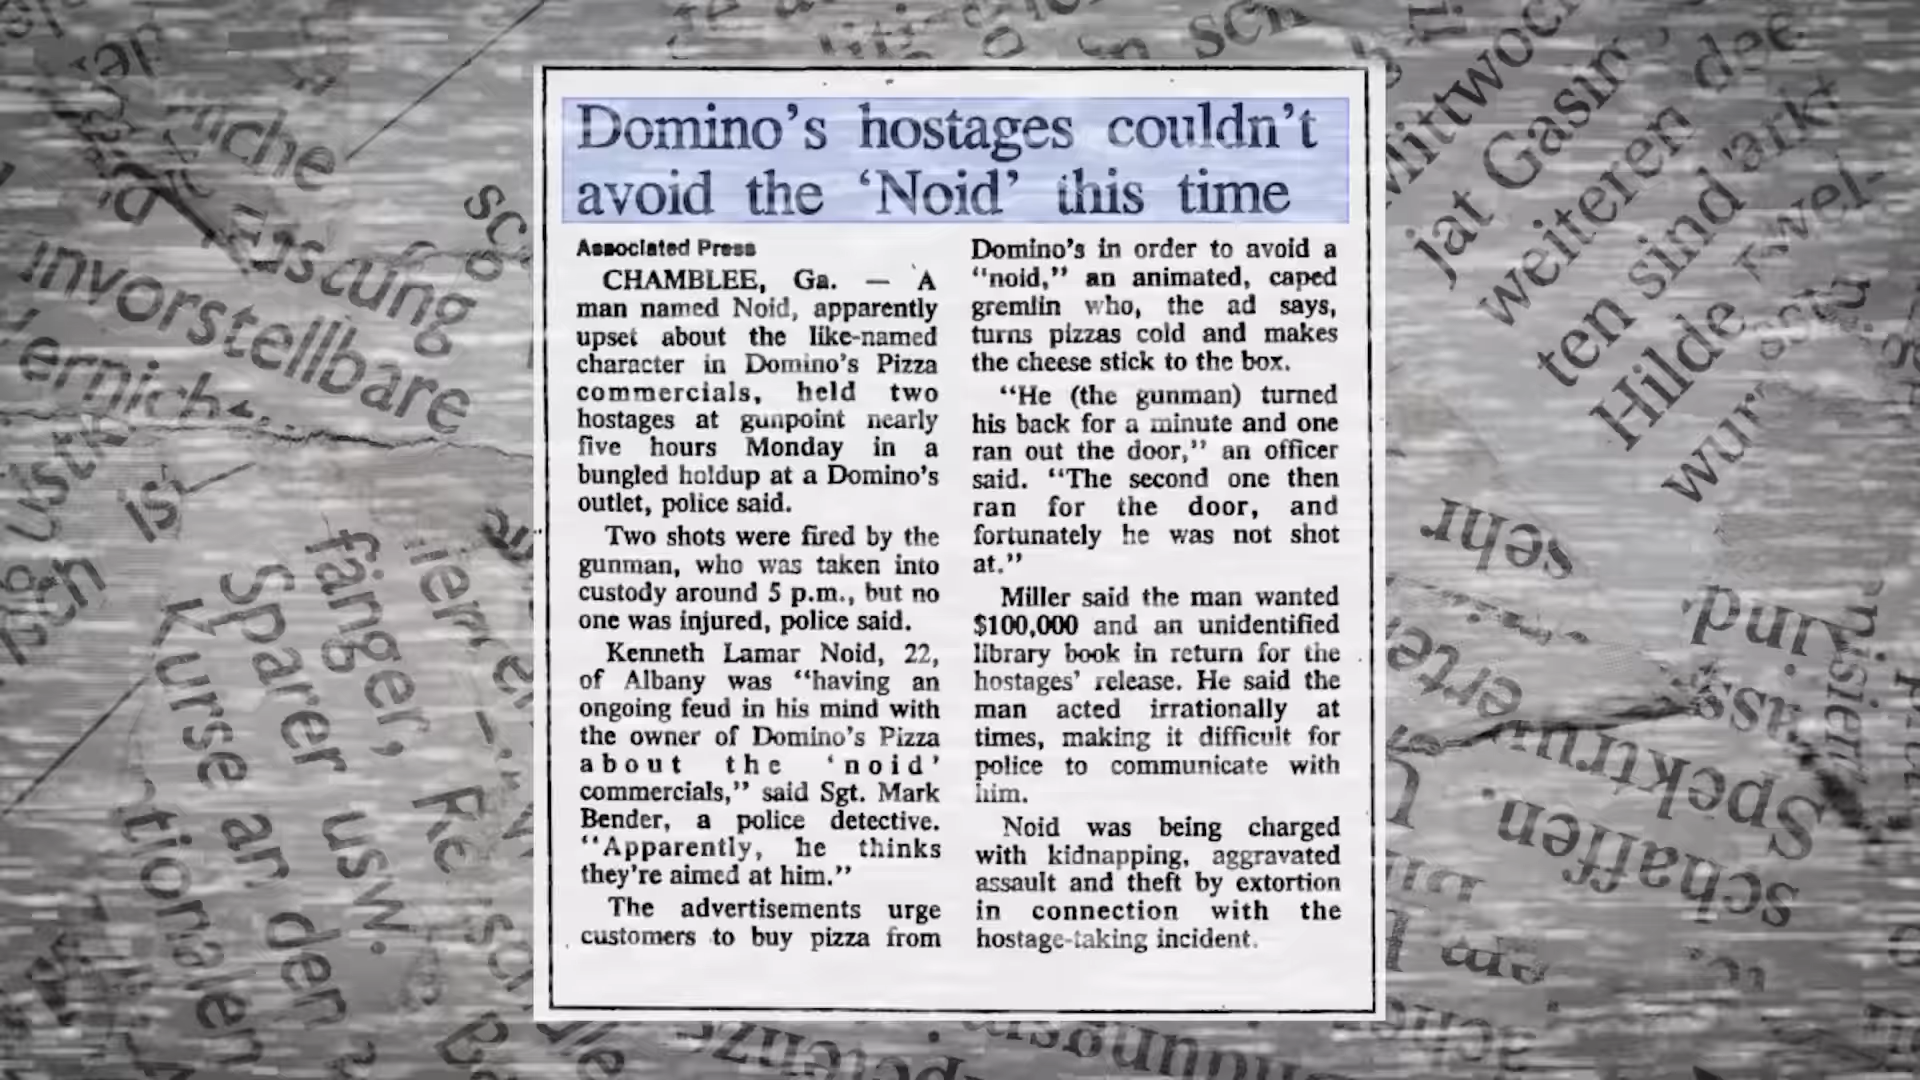 Domino's hostages couldn't
avoid the 'Noid' this time
Associated Press
CHAMBLEE, Ga. — A
man named Noid, apparently
upset about the like-named
character in Domino's Pizza
commercials, held two
hostages at gunpoint nearly
five hours Monday in a
bungled holdup at a Domino's
outlet, police said.
Two shots were fired by the
gunman, who was taken into
custody around 5 p.m., but no
one was injured, police said.
Kenneth Lamar Noid, 22,
of Albany was "having an
ongoing feud in his mind with
the owner of Domino's Pizza
about the 'noid'
commercials," said Sgt. Mark
Bender, a police detective.
"Apparently, he thinks
they're aimed at him."
The advertisements urge
customers to buy pizza from
Domino's in order to avoid a
"noid," an animated, caped
gremlin who, the ad says,
turns pizzas cold and makes
the cheese stick to the box.
"He (the gunman) turned
his back for a minute and one
ran out the door," an officer
said. "The second one then
ran for the door, and
fortunately he was not shot
at."
Miller said the man wanted
$100,000 and an unidentified
library book in return for the
hostages' release. He said the
man acted irrationally at
times, making it difficult for
police to communicate with
him.
Noid was being charged
with kidnapping, aggravated
assault and theft by extortion
in connection with the
hostage-taking incident.
invorstellbare
fänger,
Sparer usw.
Kurse an der
weiteren
ten sind
Hilde
sehr
schaffen.